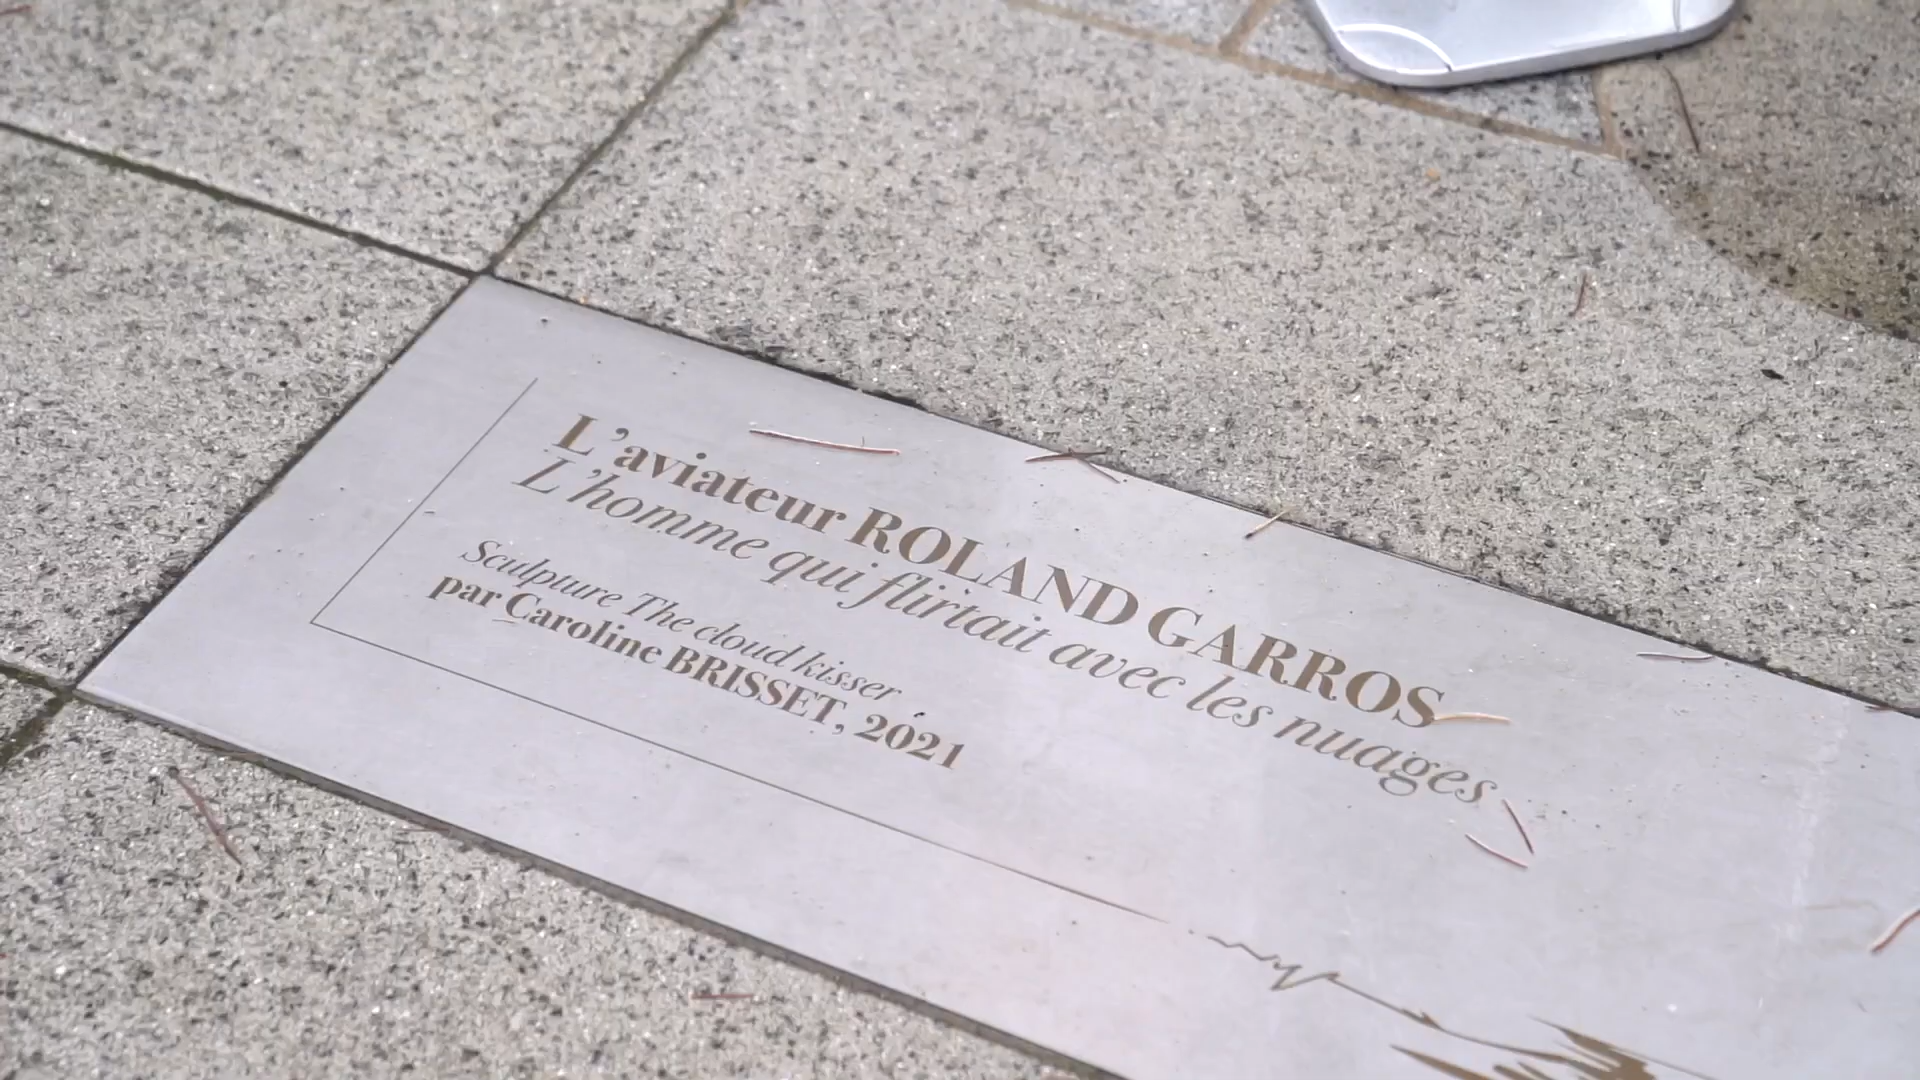 L'aviateur ROLAND GARROS
L'homme qui flirtait avec les nuages
Sculpture The cloud kisser
par Caroline BRISSET, 2021